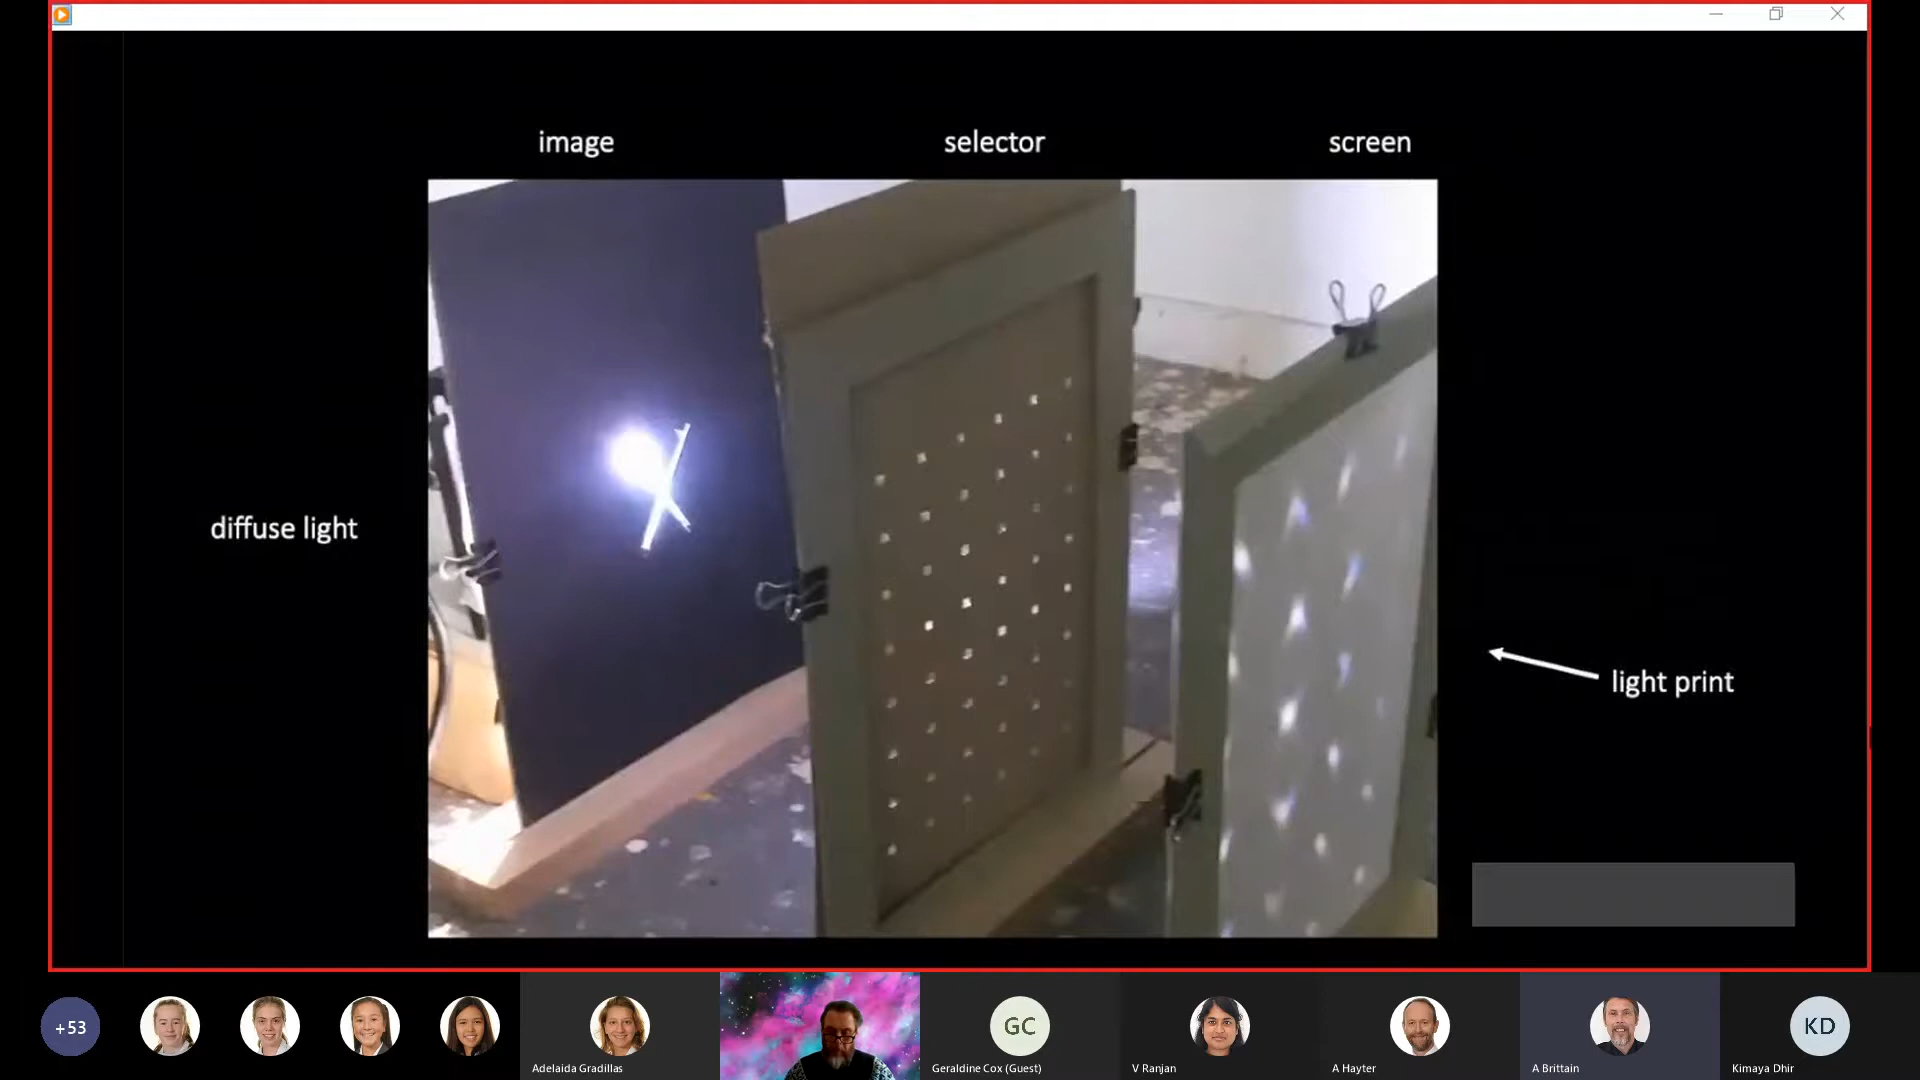 image
selector
screen
diffuse light
light print
+53
Adelaida Gradillas
GC
Geraldine Cox (Guest)
V Ranjan
A Hayter
A Brittain
KD
Kimaya Dhir